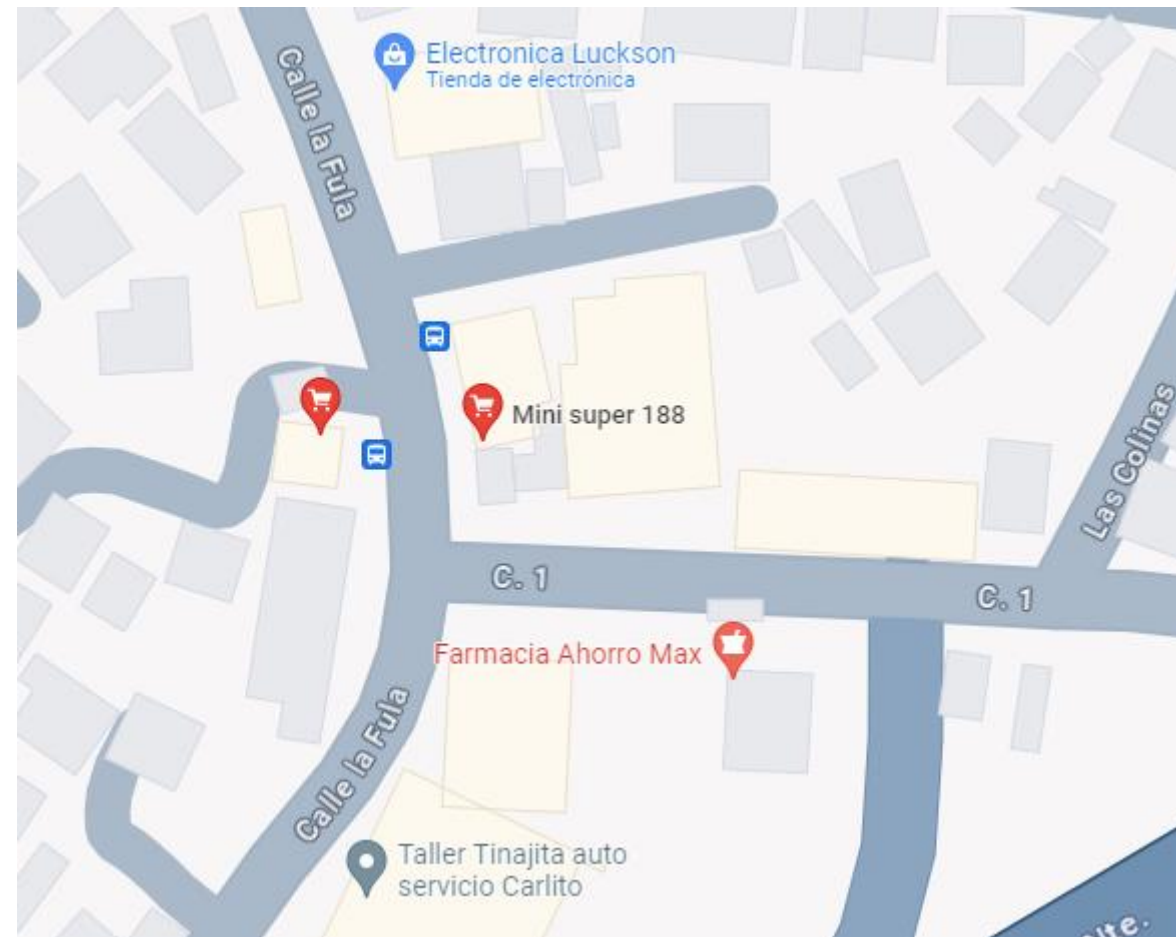 Electronica Luckson
Tienda de electrónica
Calle la Fula
Mini super 188
Las Colinas
C. 1
C. 1
Farmacia Ahorro Max
Calle la Fula
Taller Tinajita auto
servicio Carlito